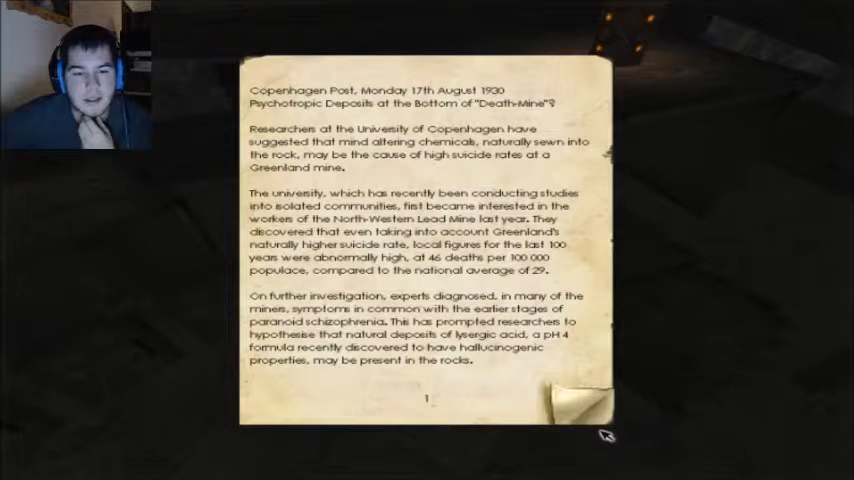 Copenhagen Post, Monday 17th August 1930
Psychotropic Deposits at the Bottom of "Death-Mine"?
Researchers at the University of Copenhagen have
suggested that mind altering chemicals, naturally sewn into
the rock, may be the cause of high suicide rates at a
Greenland mine.
The university, which has recently been conducting studies
into isolated communities, first became interested in the
workers of the North-Western Lead Mine last year. They
discovered that even taking into account Greenland's
naturally higher suicide rate, local figures for the last 100
years were abnormally high, at 46 deaths per 100 000
populace, compared to the national average of 29.
On further investigation, experts diagnosed, in many of the
miners, symptoms in common with the earlier stages of
paranoid schizophrenia. This has prompted researchers to
hypothesise that natural deposits of lysergic acid, a pH 4
formula recently discovered to have hallucinogenic
properties, may be present in the rocks.
1